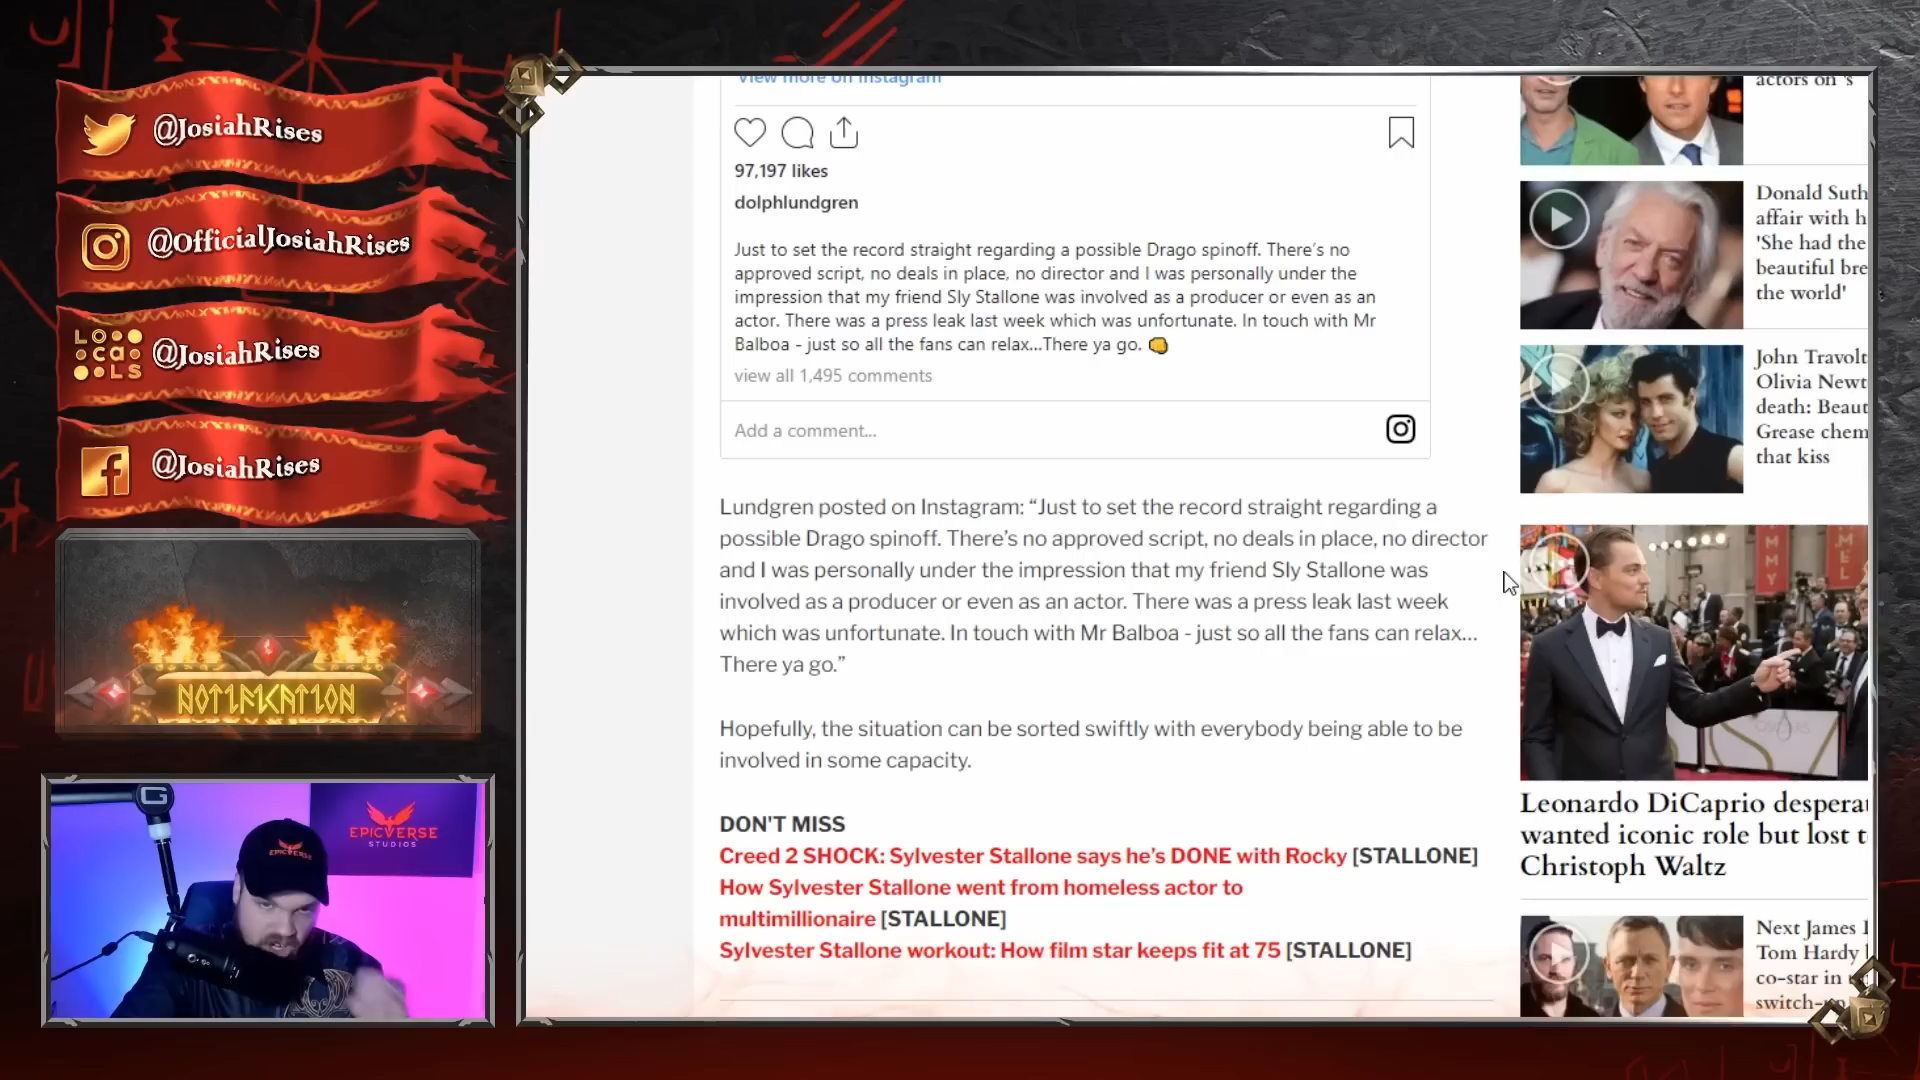 @JosiahRises
@OfficialJosiahRises
LOCALS
@JosiahRises
@JosiahRises
NOTIFICATION
G
EPICVERSE
STUDIOS
EPICVERSE
View more on Instagram
97,197 likes
dolphlundgren
Just to set the record straight regarding a possible Drago spinoff. There's no
approved script, no deals in place, no director and I was personally under the
impression that my friend Sly Stallone was involved as a producer or even as an
actor. There was a press leak last week which was unfortunate. In touch with Mr
Balboa - just so all the fans can relax...There ya go. 👊
view all 1,495 comments
Add a comment...
Lundgren posted on Instagram: “Just to set the record straight regarding a
possible Drago spinoff. There’s no approved script, no deals in place, no director
and I was personally under the impression that my friend Sly Stallone was
involved as a producer or even as an actor. There was a press leak last week
which was unfortunate. In touch with Mr Balboa - just so all the fans can relax...
There ya go.”
Hopefully, the situation can be sorted swiftly with everybody being able to be
involved in some capacity.
DON'T MISS
Creed 2 SHOCK: Sylvester Stallone says he’s DONE with Rocky [STALLONE]
How Sylvester Stallone went from homeless actor to
multimillionaire [STALLONE]
Sylvester Stallone workout: How film star keeps fit at 75 [STALLONE]
actors on 's
Donald Suth
affair with h
'She had the
beautiful bre
the world'
John Travolt
Olivia Newt
death: Beaut
Grease chem
that kiss
Leonardo DiCaprio despera
wanted iconic role but lost t
Christoph Waltz
Next James
Tom Hardy
co-star in
switch-